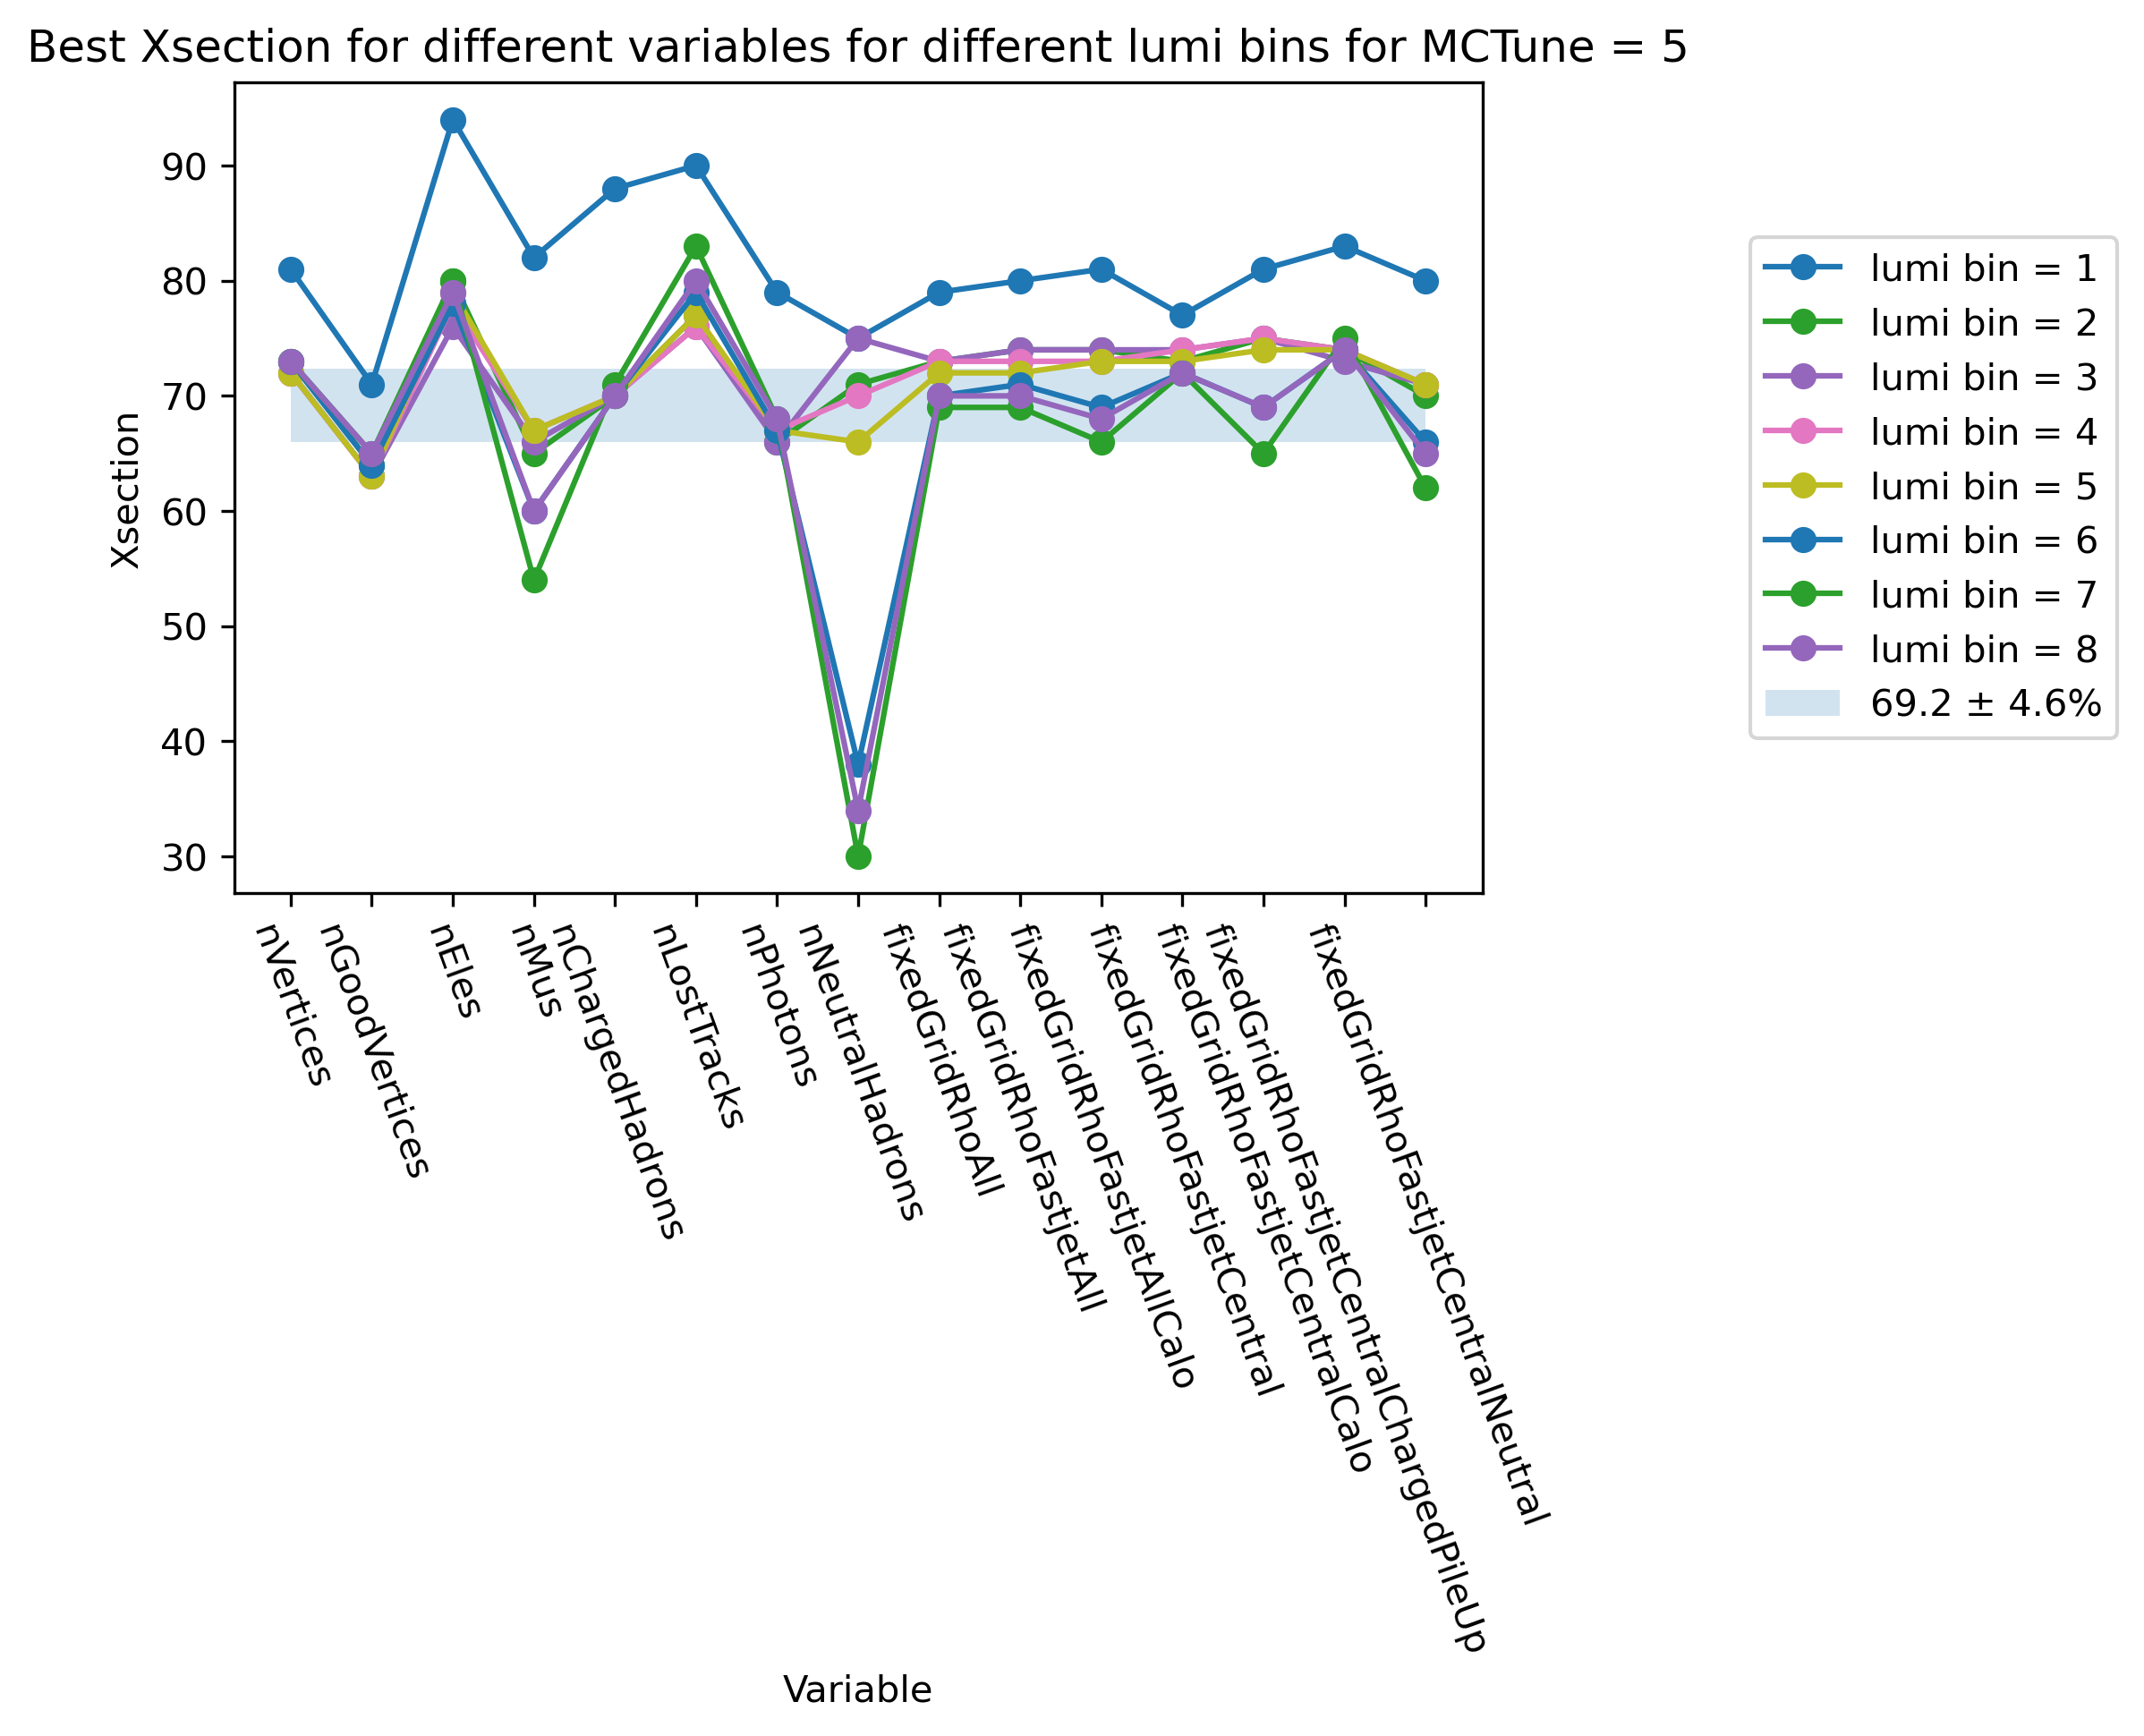 Best Xsection for different variables for different lumi bins for MCTune = 5
Xsection
90
80
70
60
50
40
30
nVertices
nGoodVertices
nEles
nMus
nChargedHadrons
nLostTracks
nPhotons
nNeutralHadrons
fixedGridRhoAll
fixedGridRhoFastjetAll
fixedGridRhoFastjetAllCalo
fixedGridRhoFastjetCentral
fixedGridRhoFastjetCentralCalo
fixedGridRhoFastjetCentralChargedPileUp
fixedGridRhoFastjetCentralNeutral
Variable
lumi bin = 1
lumi bin = 2
lumi bin = 3
lumi bin = 4
lumi bin = 5
lumi bin = 6
lumi bin = 7
lumi bin = 8
69.2 ± 4.6%